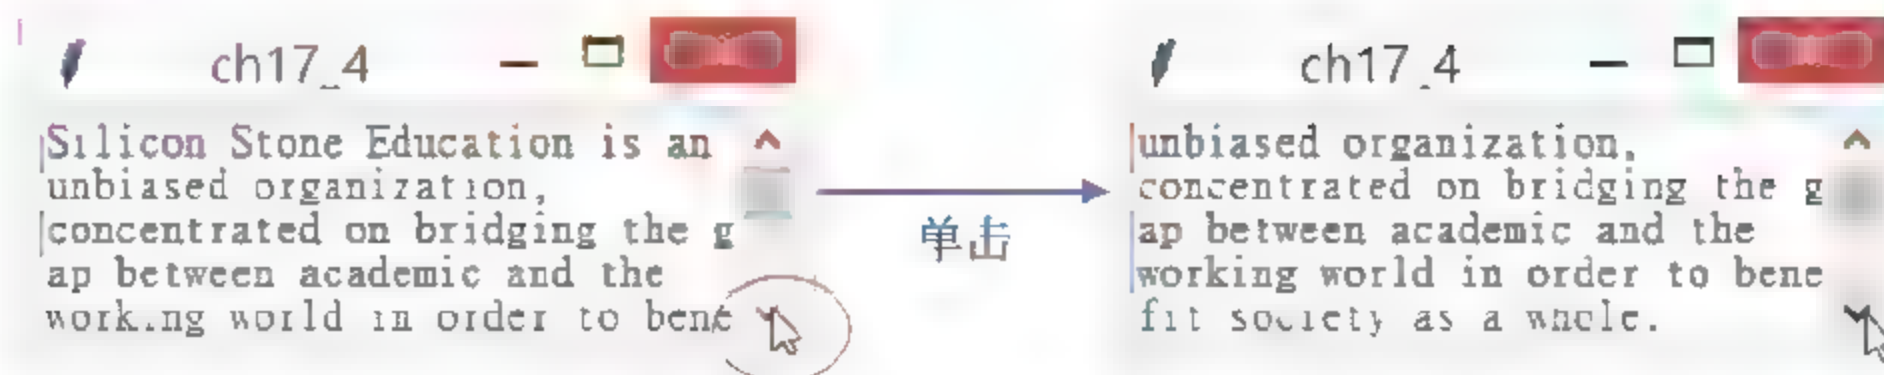 ch17_4
Silicon Stone Education is an
unbiased organization,
concentrated on bridging the g
ap between academic and the
working world in order to bene
单击
ch17_4
unbiased organization,
concentrated on bridging the g
ap between academic and the
working world in order to bene
fit society as a whole.